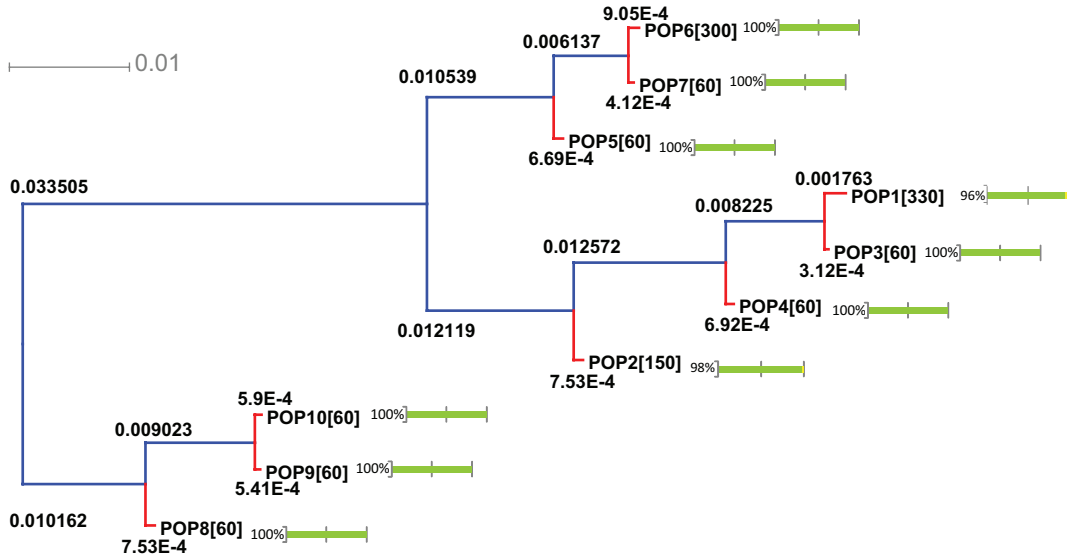 9.05E-4
POP6[300] 100%
0.006137
0.01
0.010539
POP7[60] 100%
4.12E-4
POP5[60] 100%
6.69E-4
0.033505
0.001763
POP1[330] 96%
0.008225
0.012572
POP3[60] 100%
3.12E-4
POP4[60] 100%
6.92E-4
0.012119
POP2[150] 98%
7.53E-4
5.9E-4
POP10[60] 100%
0.009023
POP9[60] 100%
5.41E-4
0.010162
POP8[60] 100%
7.53E-4